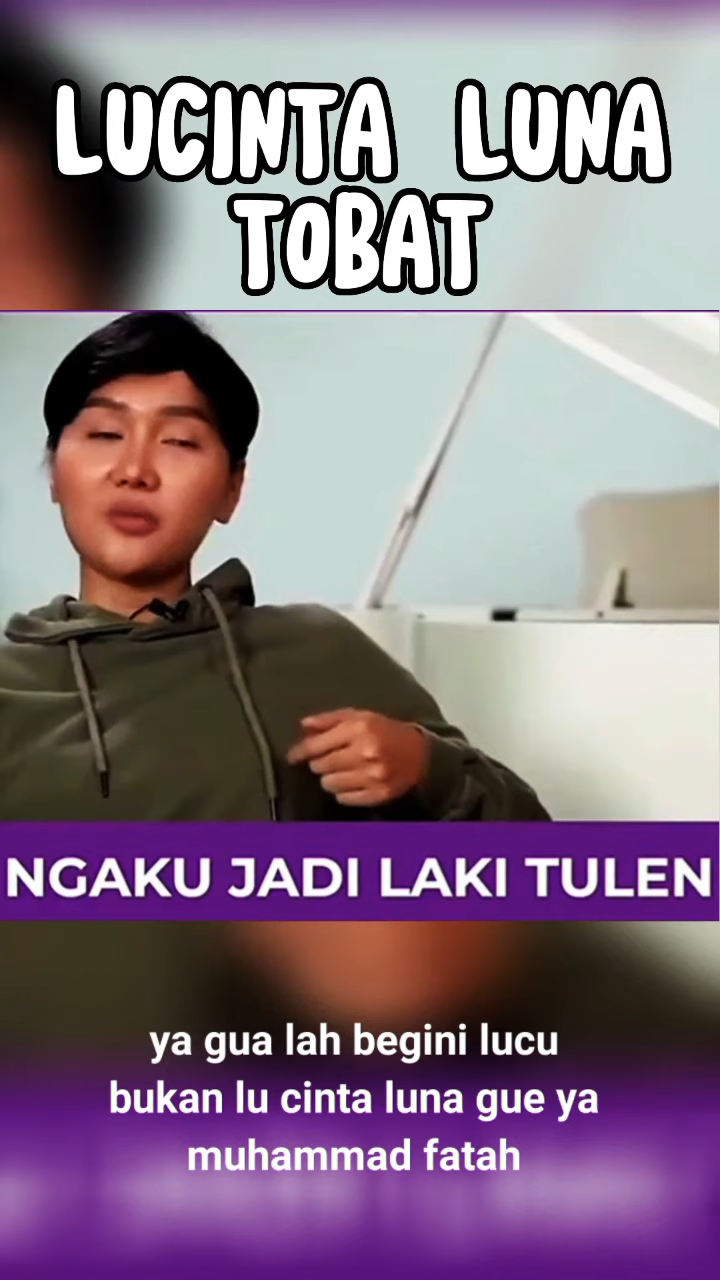 LUCINTA LUNA
TOBAT
NGAKU JADI LAKI TULEN
ya gua lah begini lucu
bukan lu cinta luna gue ya
muhammad fatah